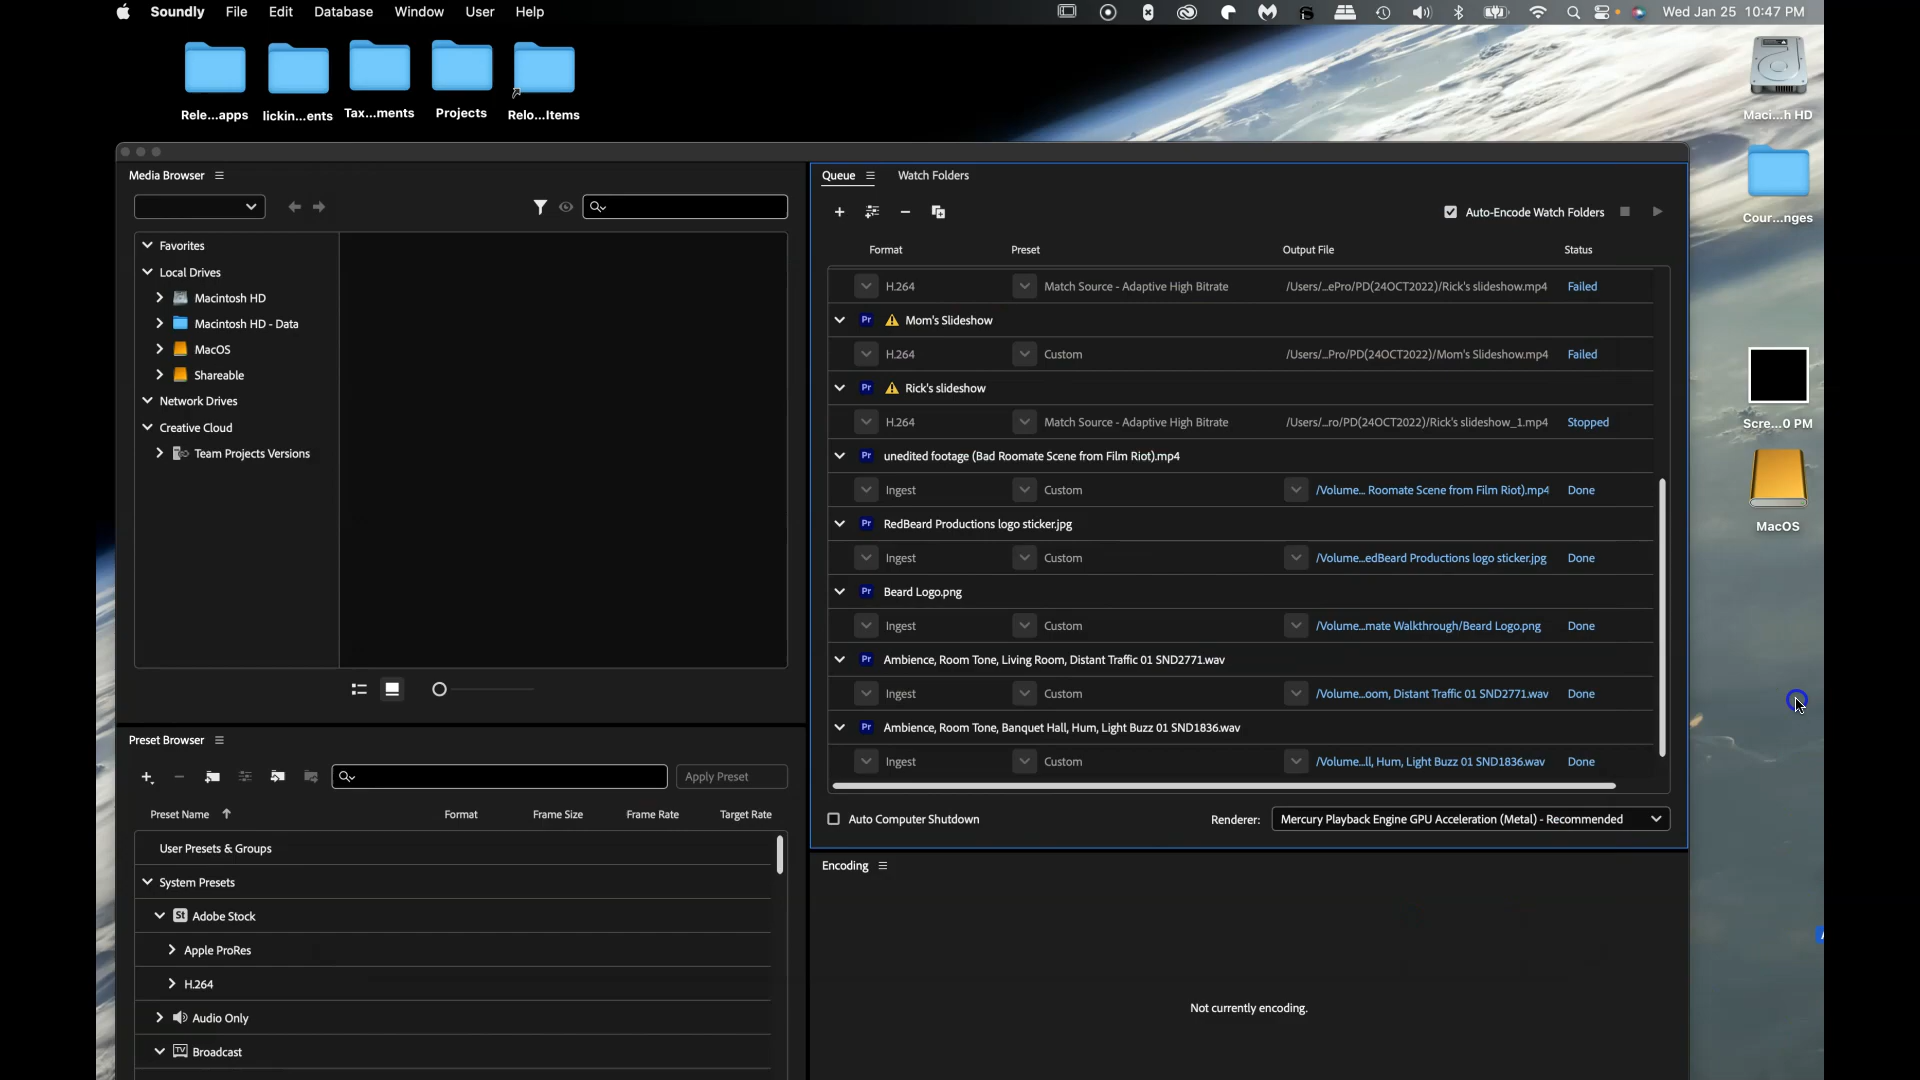 Soundly File Edit Database Window User Help Wed Jan 25 10:47 PM
Rele...apps lickin...ents Tax...ments Projects Relo...Items
Maci...h HD
Cour...nges
Scre...0 PM
MacOS
Media Browser
Favorites
Local Drives
Macintosh HD
Macintosh HD - Data
MacOS
Shareable
Network Drives
Creative Cloud
Team Projects Versions
Queue Watch Folders
Auto-Encode Watch Folders
Format Preset Output File Status
H.264 Match Source - Adaptive High Bitrate /Users/...ePro/PD(24OCT2022)/Rick's slideshow.mp4 Failed
Pr Mom's Slideshow
H.264 Custom /Users/...Pro/PD(24OCT2022)/Mom's Slideshow.mp4 Failed
Pr Rick's slideshow
H.264 Match Source - Adaptive High Bitrate /Users/...ro/PD(24OCT2022)/Rick's slideshow_1.mp4 Stopped
Pr unedited footage (Bad Roomate Scene from Film Riot).mp4
Ingest Custom /Volume... Roomate Scene from Film Riot).mp4 Done
Pr RedBeard Productions logo sticker.jpg
Ingest Custom /Volume...edBeard Productions logo sticker.jpg Done
Pr Beard Logo.png
Ingest Custom /Volume...mate Walkthrough/Beard Logo.png Done
Pr Ambience, Room Tone, Living Room, Distant Traffic 01 SND2771.wav
Ingest Custom /Volume...oom, Distant Traffic 01 SND2771.wav Done
Pr Ambience, Room Tone, Banquet Hall, Hum, Light Buzz 01 SND1836.wav
Ingest Custom /Volume...ll, Hum, Light Buzz 01 SND1836.wav Done
Auto Computer Shutdown Renderer: Mercury Playback Engine GPU Acceleration (Metal) - Recommended
Preset Browser
Apply Preset
Preset Name Format Frame Size Frame Rate Target Rate
User Presets & Groups
System Presets
St Adobe Stock
Apple ProRes
H.264
Audio Only
TV Broadcast
Encoding
Not currently encoding.